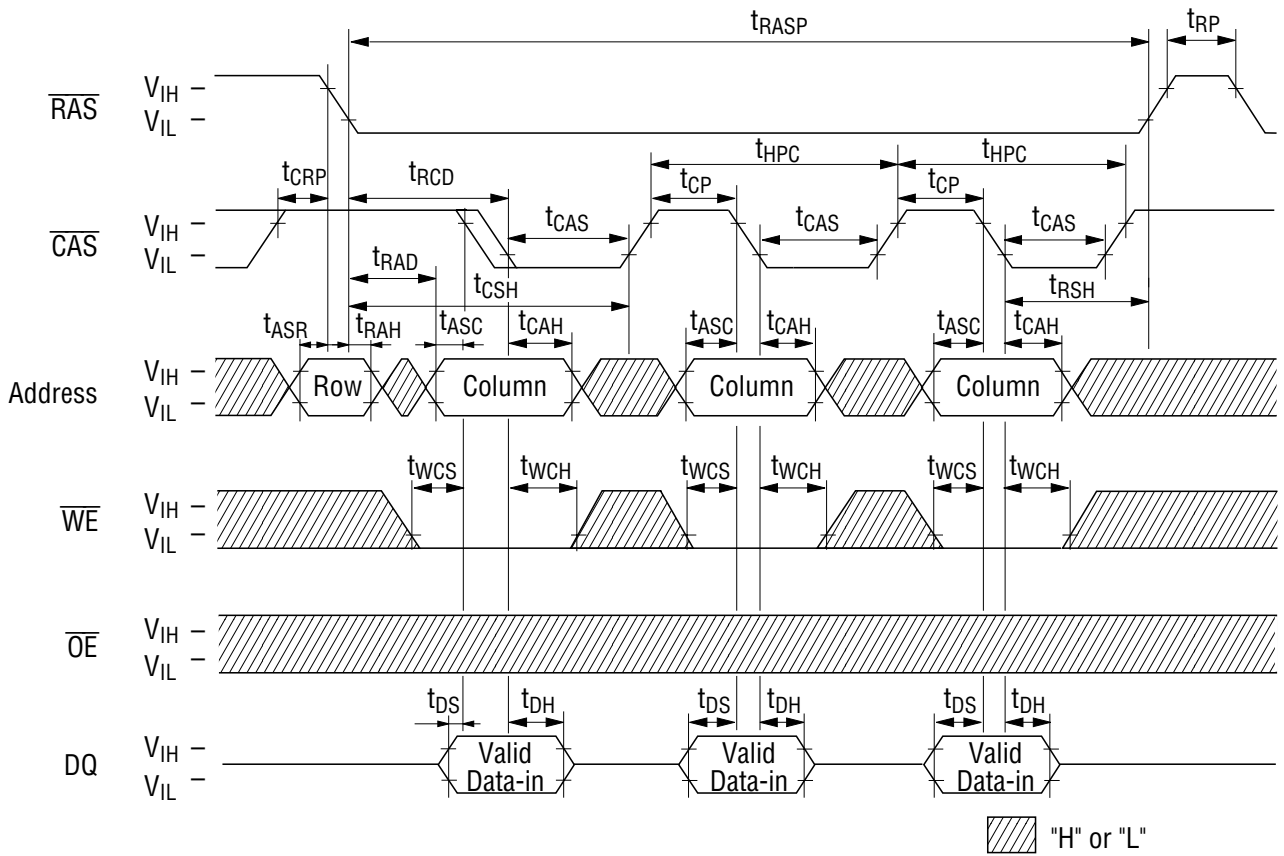 tRASP tRP
RAS VIH –
VIL –
tCRP tRCD tHPC tHPC
tCP tCP
CAS VIH –
VIL –
tCAS tCAS tCAS
tRAD tCSH tRSH
tASR tRAH tASC tCAH tASC tCAH tASC tCAH
Address VIH –
VIL –
Row Column Column Column
tWCS tWCH tWCS tWCH tWCS tWCH
WE VIH –
VIL –
OE VIH –
VIL –
tDS tDH tDS tDH tDS tDH
DQ VIH –
VIL –
Valid Data-in Valid Data-in Valid Data-in
"H" or "L"